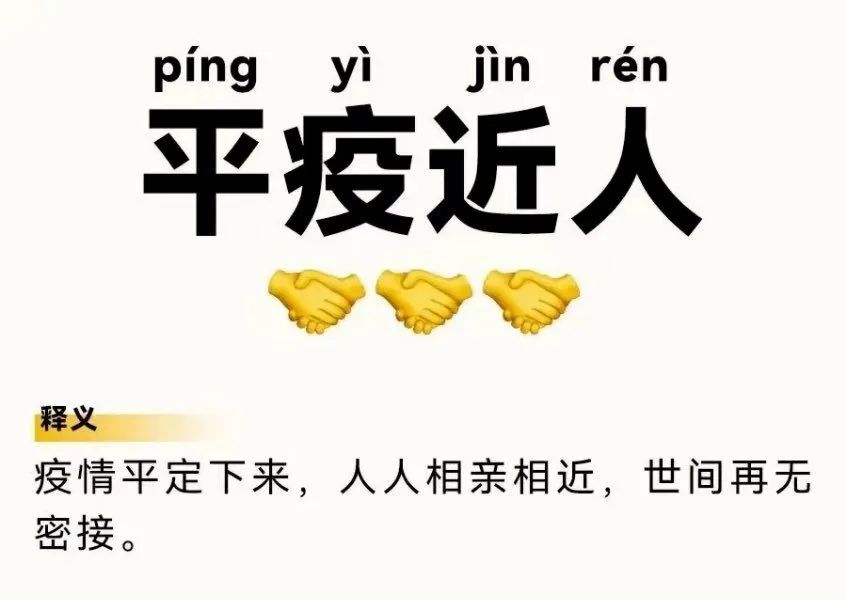 píng yì jìn rén
平疫近人
释义
疫情平定下来，人人相亲相近，世间再无
密接。